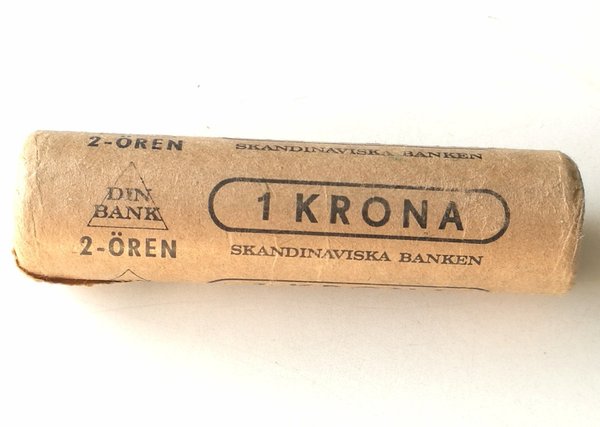 2-ÖREN
SKANDINAVISKA BANKEN
DIN
BANK
1 KRONA
2-ÖREN
SKANDINAVISKA BANKEN